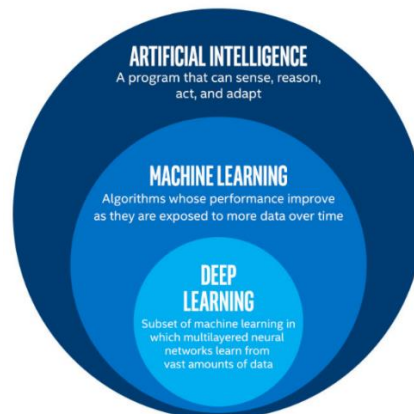 ARTIFICIAL INTELLIGENCE
A program that can sense, reason,
act, and adapt
MACHINE LEARNING
Algorithms whose performance improve
as they are exposed to more data over time
DEEP
LEARNING
Subset of machine learning in
which multilayered neural
networks learn from
vast amounts of data